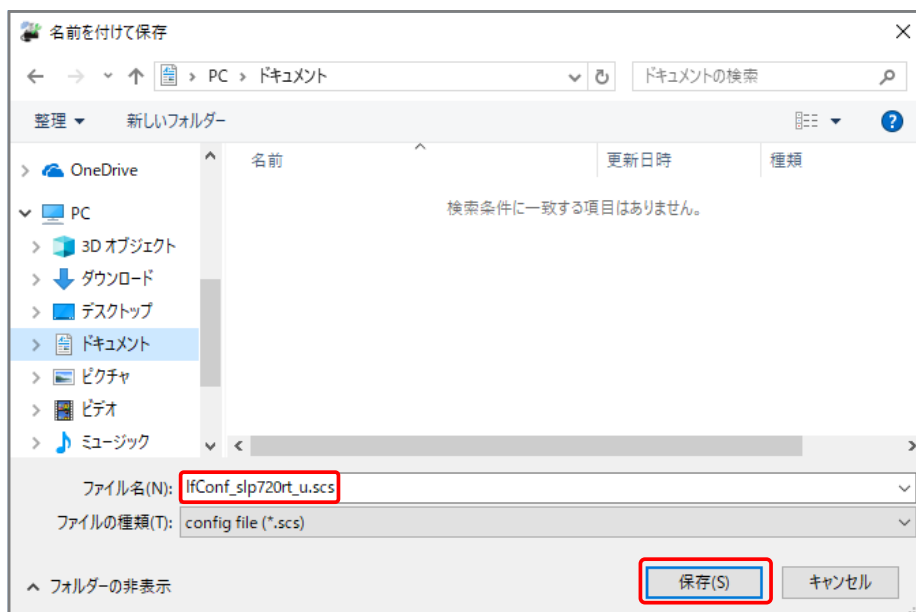 名前を付けて保存
PC > ドキュメント
ドキュメントの検索
整理 新しいフォルダー
名前 更新日時 種類
検索条件に一致する項目はありません。
OneDrive
PC
3D オブジェクト
ダウンロード
デスクトップ
ドキュメント
ピクチャ
ビデオ
ミュージック
ファイル名(N): IfConf_slp720rt_u.scs
ファイルの種類(T): config file (*.scs)
フォルダーの非表示
保存(S) キャンセル